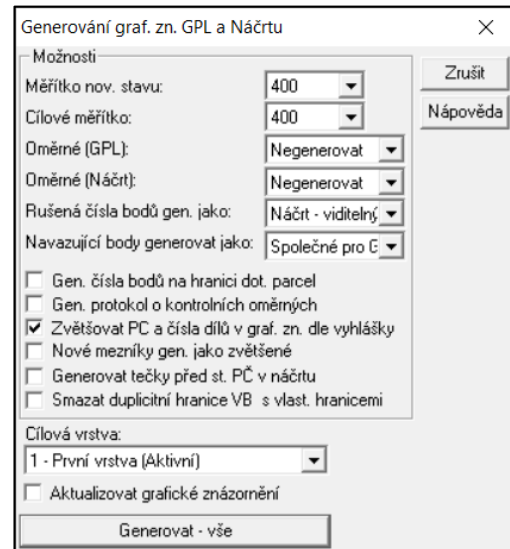 Generování graf. zn. GPL a Náčrtu
Možnosti
Zrušit
Měřítko nov. stavu: 400
Nápověda
Cílové měřítko: 400
Oměrné (GPL): Negenerovat
Oměrné (Náčrt): Negenerovat
Rušená čísla bodů gen. jako: Náčrt - viditelný
Navazující body generovat jako: Společné pro G
Gen. čísla bodů na hranici dot. parcel
Gen. protokol o kontrolních oměrných
Zvětšovat PC a čísla dílů v graf. zn. dle vyhlášky
Nové mezníky gen. jako zvětšené
Generovat tečky před st. PČ v náčrtu
Smazat duplicitní hranice VB s vlast. hranicemi
Cílová vrstva:
1 - První vrstva (Aktivní)
Aktualizovat grafické znázornění
Generovat - vše